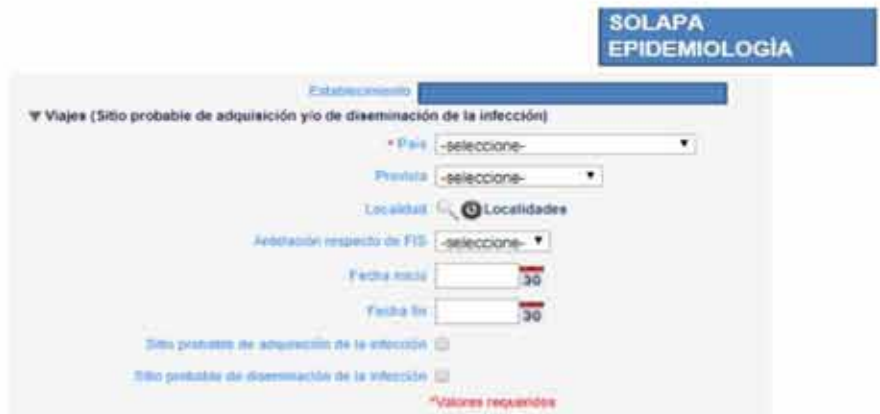 SOLAPA
EPIDEMIOLOGÌA
Establecimiento
▼ Viajes (Sitio probable de adquisición y/o de diseminación de la infección)
* País -seleccione-
Provincia -seleccione-
Localidad Localidades
Antelación respecto de FIS -seleccione-
Fecha inicio 30
Fecha fin 30
Sitio probable de adquisición de la infección
Sitio probable de diseminación de la infección
*Valores requeridos